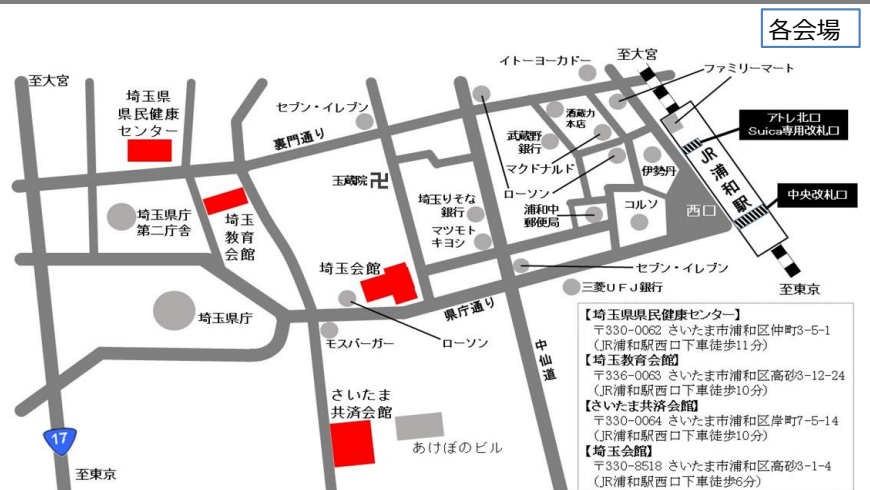 各会場
至大宮
イトーヨーカドー
至大宮
ファミリーマート
埼玉県
県民健康
センター
セブン・イレブン
裏門通り
酒蔵力
本店
武蔵野
銀行
マクドナルド
アトレ北口
Suica専用改札口
JR浦和駅
伊勢丹
玉蔵院
卍
ローソン
埼玉りそな
銀行
浦和中
郵便局
コルソ
西口
中央改札口
埼玉県庁
第二庁舎
埼玉
教育
会館
マツモト
キヨシ
埼玉会館
セブン・イレブン
三菱UFJ銀行
至東京
県庁通り
埼玉県庁
モスバーガー
ローソン
中仙道
さいたま
共済会館
あけぼのビル
17
至東京
【埼玉県県民健康センター】
〒330-0062 さいたま市浦和区仲町3-5-1
(JR浦和駅西口下車徒歩11分)
【埼玉教育会館】
〒336-0063 さいたま市浦和区高砂3-12-24
(JR浦和駅西口下車徒歩10分)
【さいたま共済会館】
〒330-0064 さいたま市浦和区岸町7-5-14
(JR浦和駅西口下車徒歩10分)
【埼玉会館】
〒330-8518 さいたま市浦和区高砂3-1-4
(JR浦和駅西口下車徒歩6分)